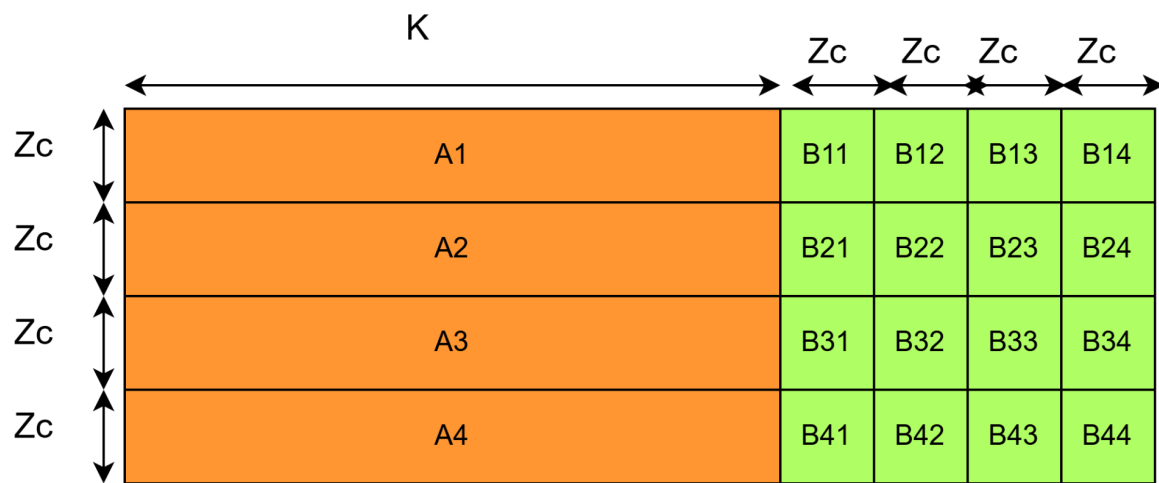 K
Zc Zc Zc Zc
Zc A1 B11 B12 B13 B14
Zc A2 B21 B22 B23 B24
Zc A3 B31 B32 B33 B34
Zc A4 B41 B42 B43 B44